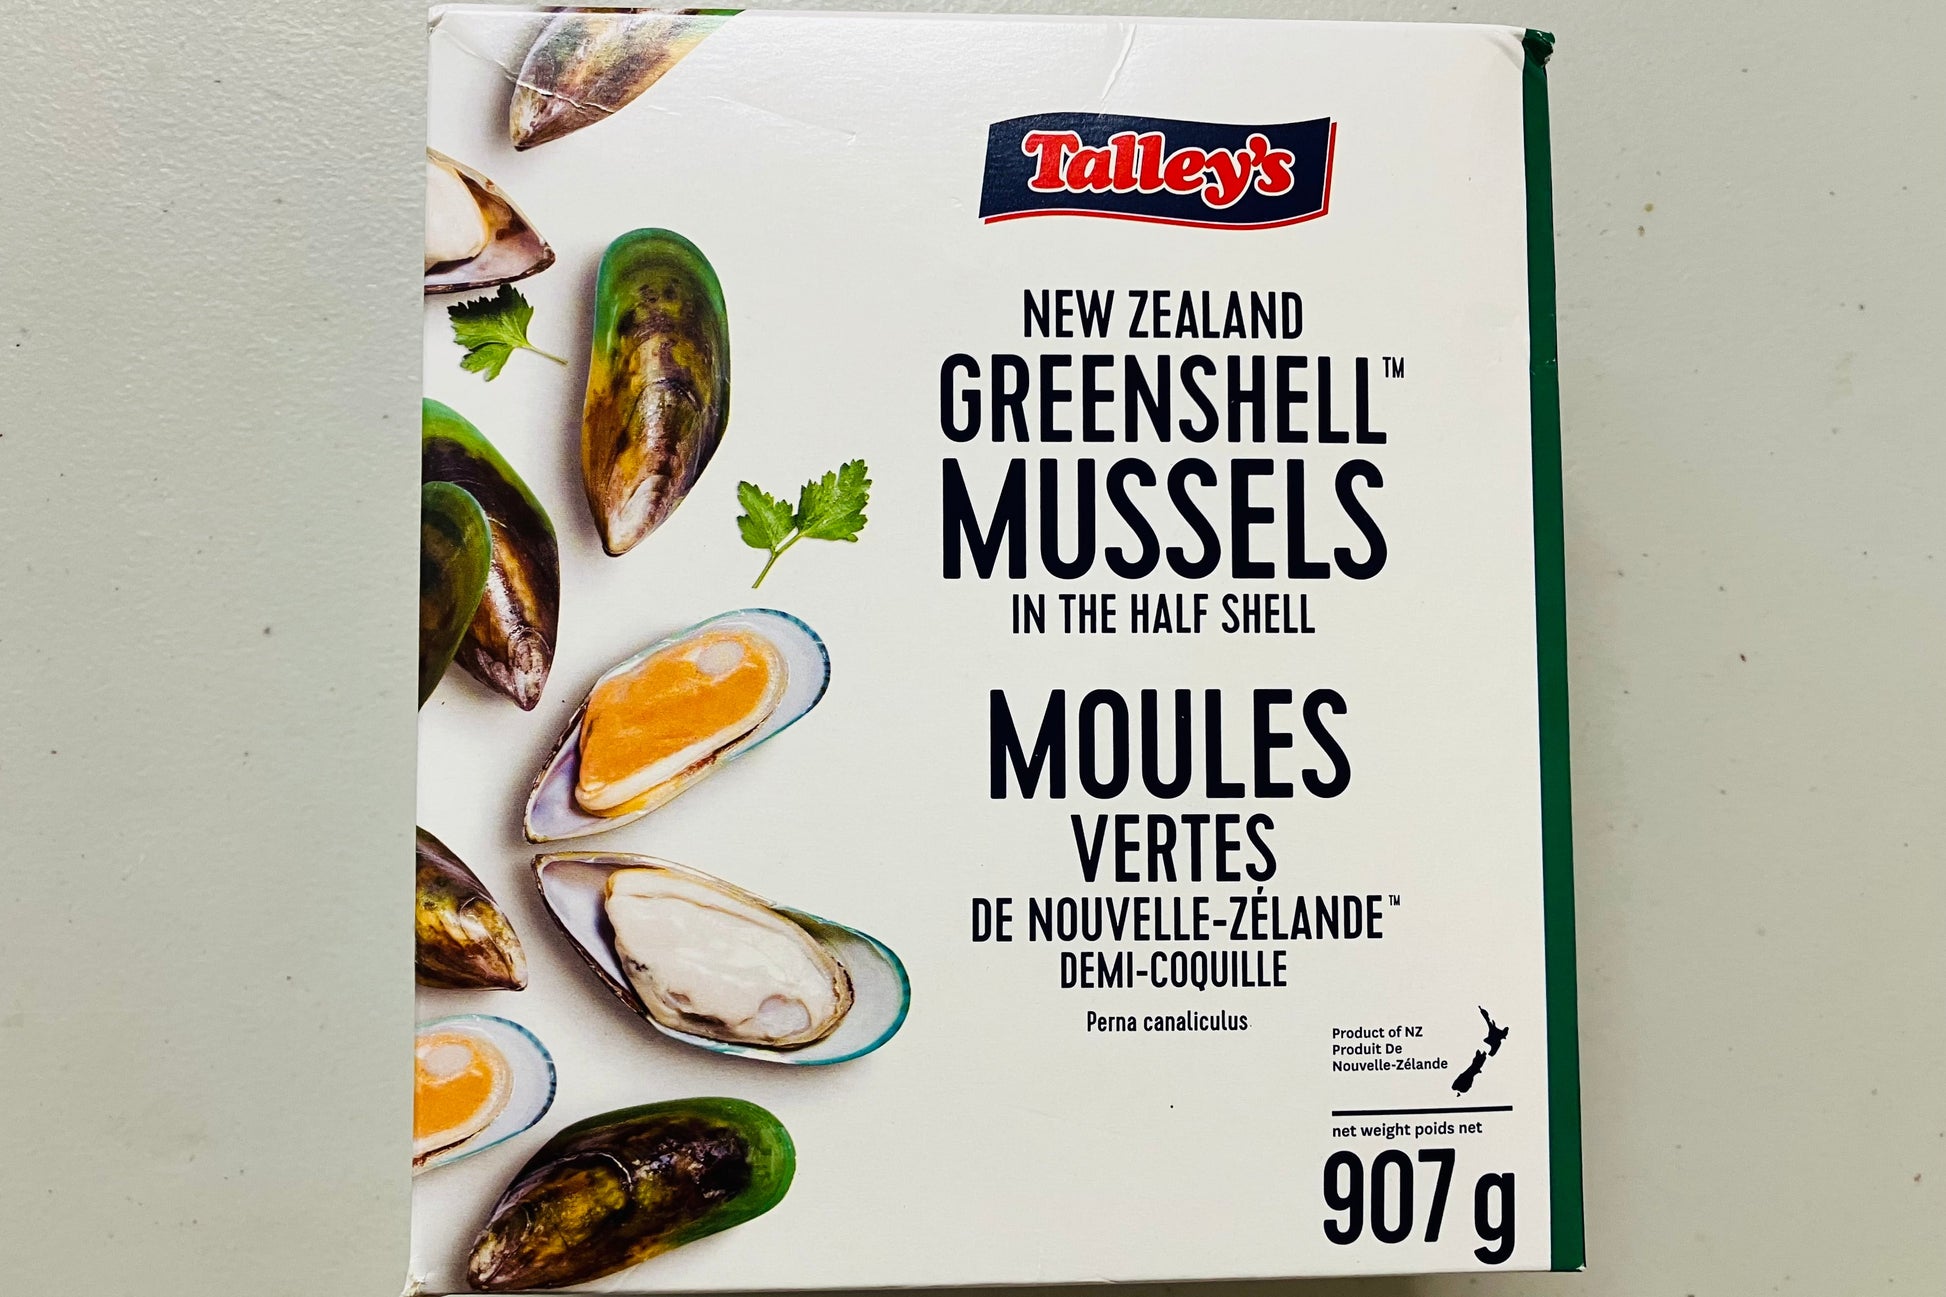 Talley's
NEW ZEALAND
GREENSHELL™
MUSSELS
IN THE HALF SHELL
MOULES
VERTES
DE NOUVELLE-ZÉLANDE™
DEMI-COQUILLE
Perna canaliculus
Product of NZ
Produit De
Nouvelle-Zélande
net weight poids net
907 g